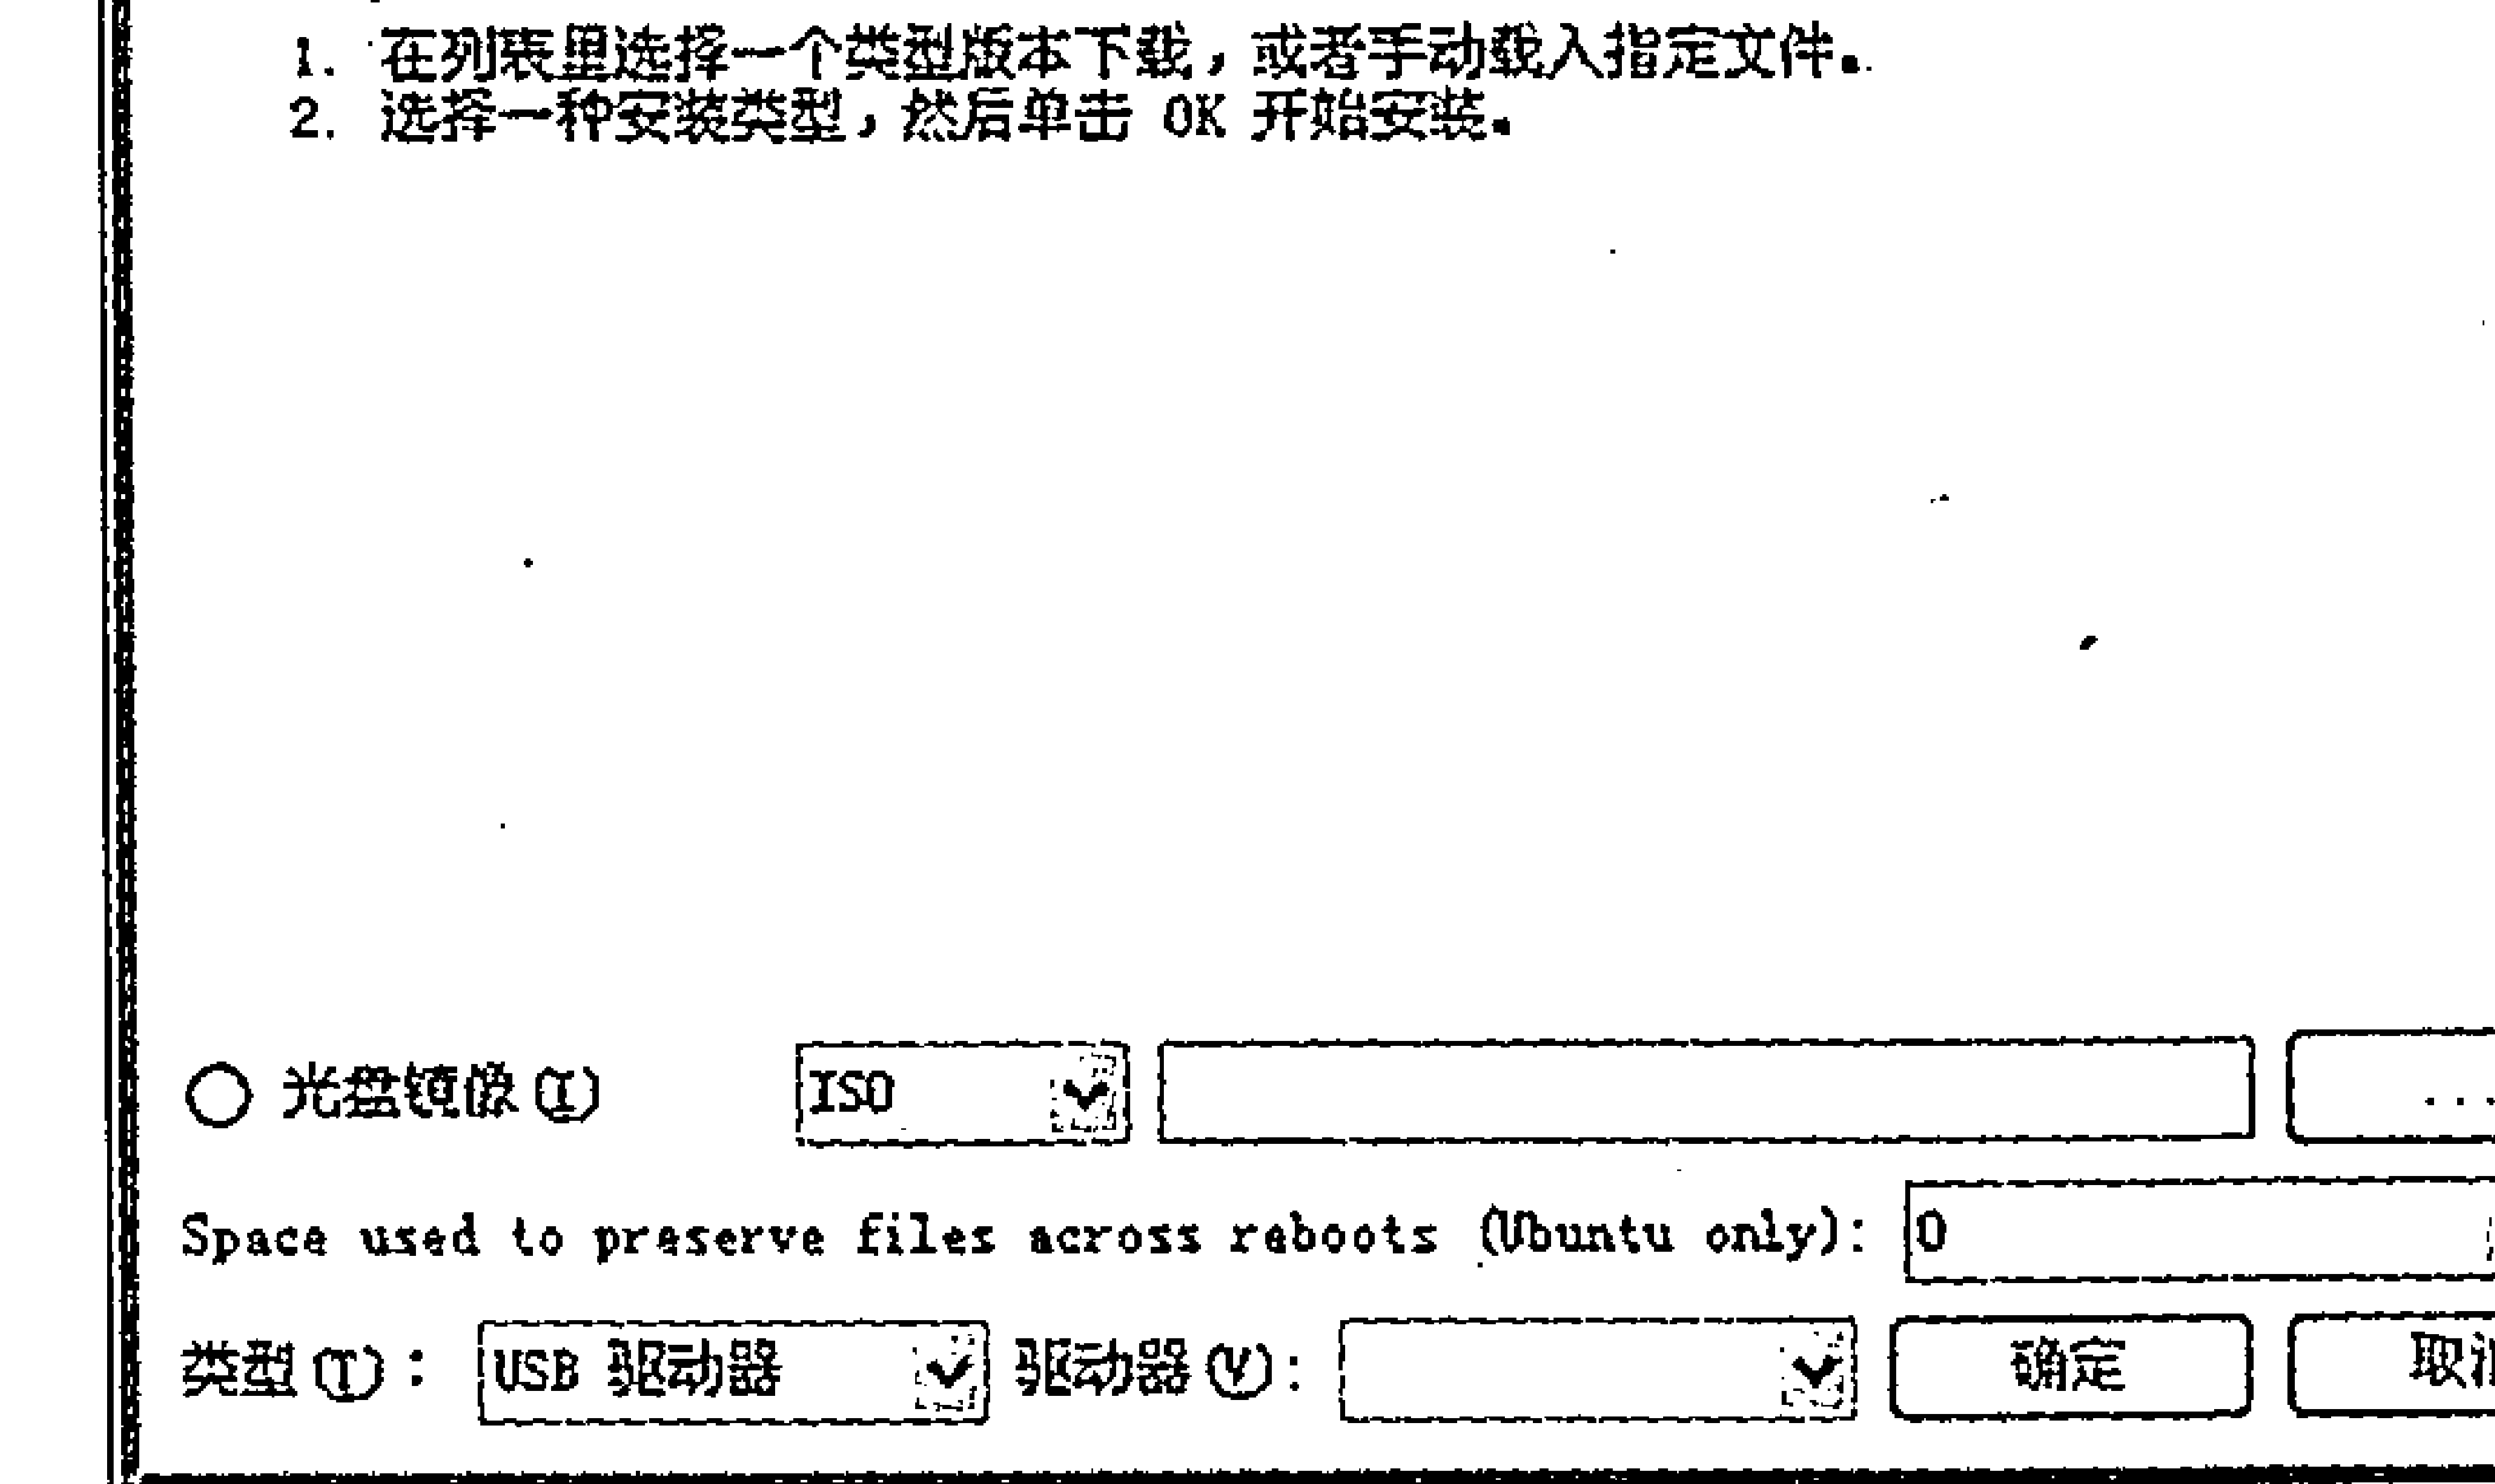 1. 在列表里选择一个类型版本下载，或者手动载入指定文件。
2. 选择一种安装类型，然后单击 OK 开始安装。
光盘镜像(I) ISO ...
Space used to preserve files across reboots (Ubuntu only): 0
类型(T)： USB 驱动器 驱动器(V): 确定 取